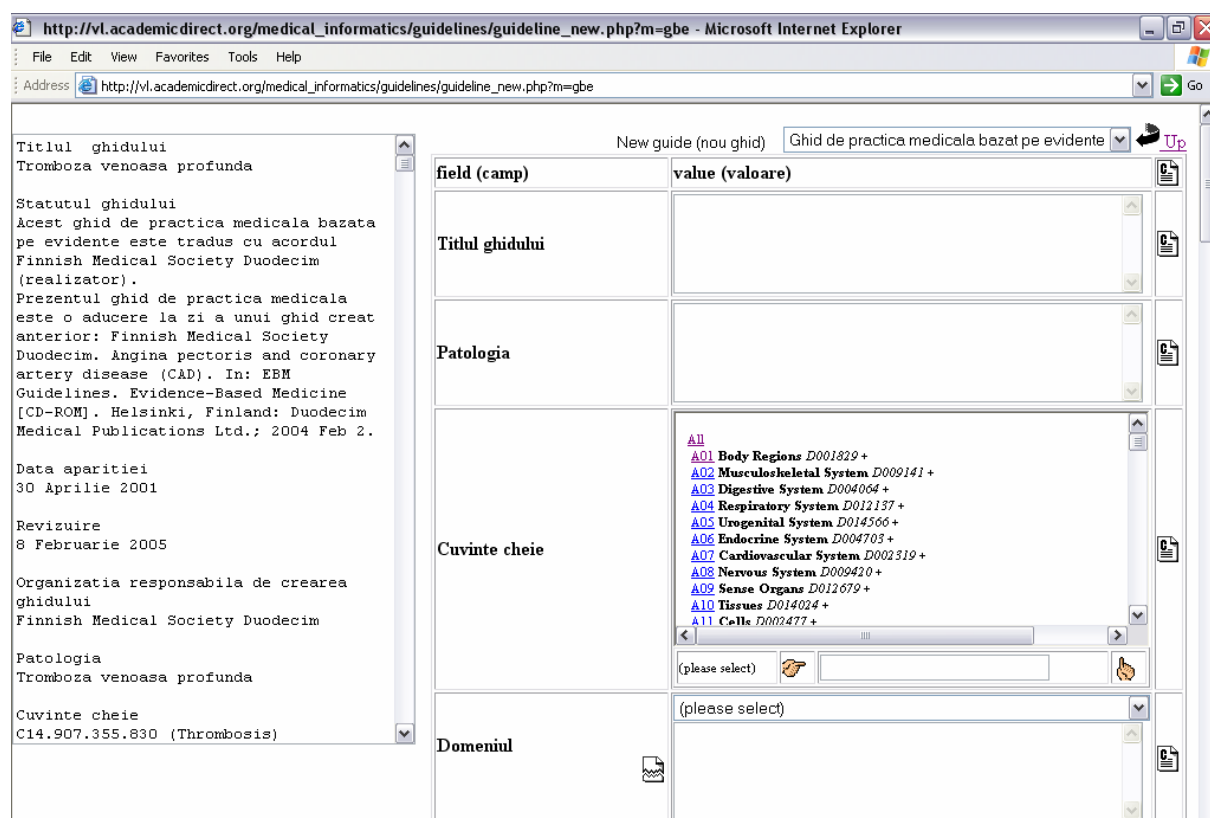 http://vl.academicdirect.org/medical_informatics/guidelines/guideline_new.php?m=gbe - Microsoft Internet Explorer
File Edit View Favorites Tools Help
Address http://vl.academicdirect.org/medical_informatics/guidelines/guideline_new.php?m=gbe Go
Titlul ghidului
Tromboza venoasa profunda
Statutul ghidului
Acest ghid de practica medicala bazata
pe evidente este tradus cu acordul
Finnish Medical Society Duodecim
(realizator).
Prezentul ghid de practica medicala
este o aducere la zi a unui ghid creat
anterior: Finnish Medical Society
Duodecim. Angina pectoris and coronary
artery disease (CAD). In: EBM
Guidelines. Evidence-Based Medicine
[CD-ROM]. Helsinki, Finland: Duodecim
Medical Publications Ltd.; 2004 Feb 2.
Data aparitiei
30 Aprilie 2001
Revizuire
8 Februarie 2005
Organizatia responsabila de crearea
ghidului
Finnish Medical Society Duodecim
Patologia
Tromboza venoasa profunda
Cuvinte cheie
C14.907.355.830 (Thrombosis)
New guide (nou ghid) Ghid de practica medicala bazat pe evidente Up
field (camp) value (valoare)
Titlul ghidului
Patologia
Cuvinte cheie
All
A01 Body Regions D001829 +
A02 Musculoskeletal System D009141 +
A03 Digestive System D004064 +
A04 Respiratory System D012137 +
A05 Urogenital System D014566 +
A06 Endocrine System D004703 +
A07 Cardiovascular System D002319 +
A08 Nervous System D009420 +
A09 Sense Organs D012679 +
A10 Tissues D014024 +
A11 Cells D002477 +
(please select)
(please select)
Domeniul